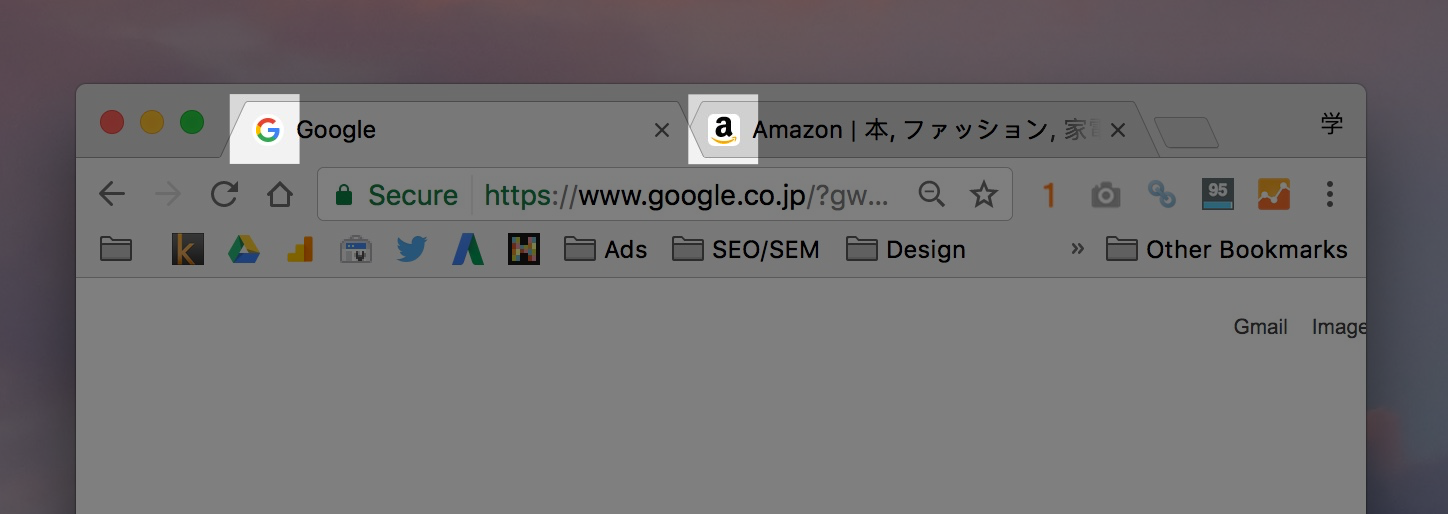 Google
Amazon | 本, ファッション, 家電
学
Secure https://www.google.co.jp/?gw...
1
95
k
Ads
SEO/SEM
Design
» Other Bookmarks
Gmail
Image